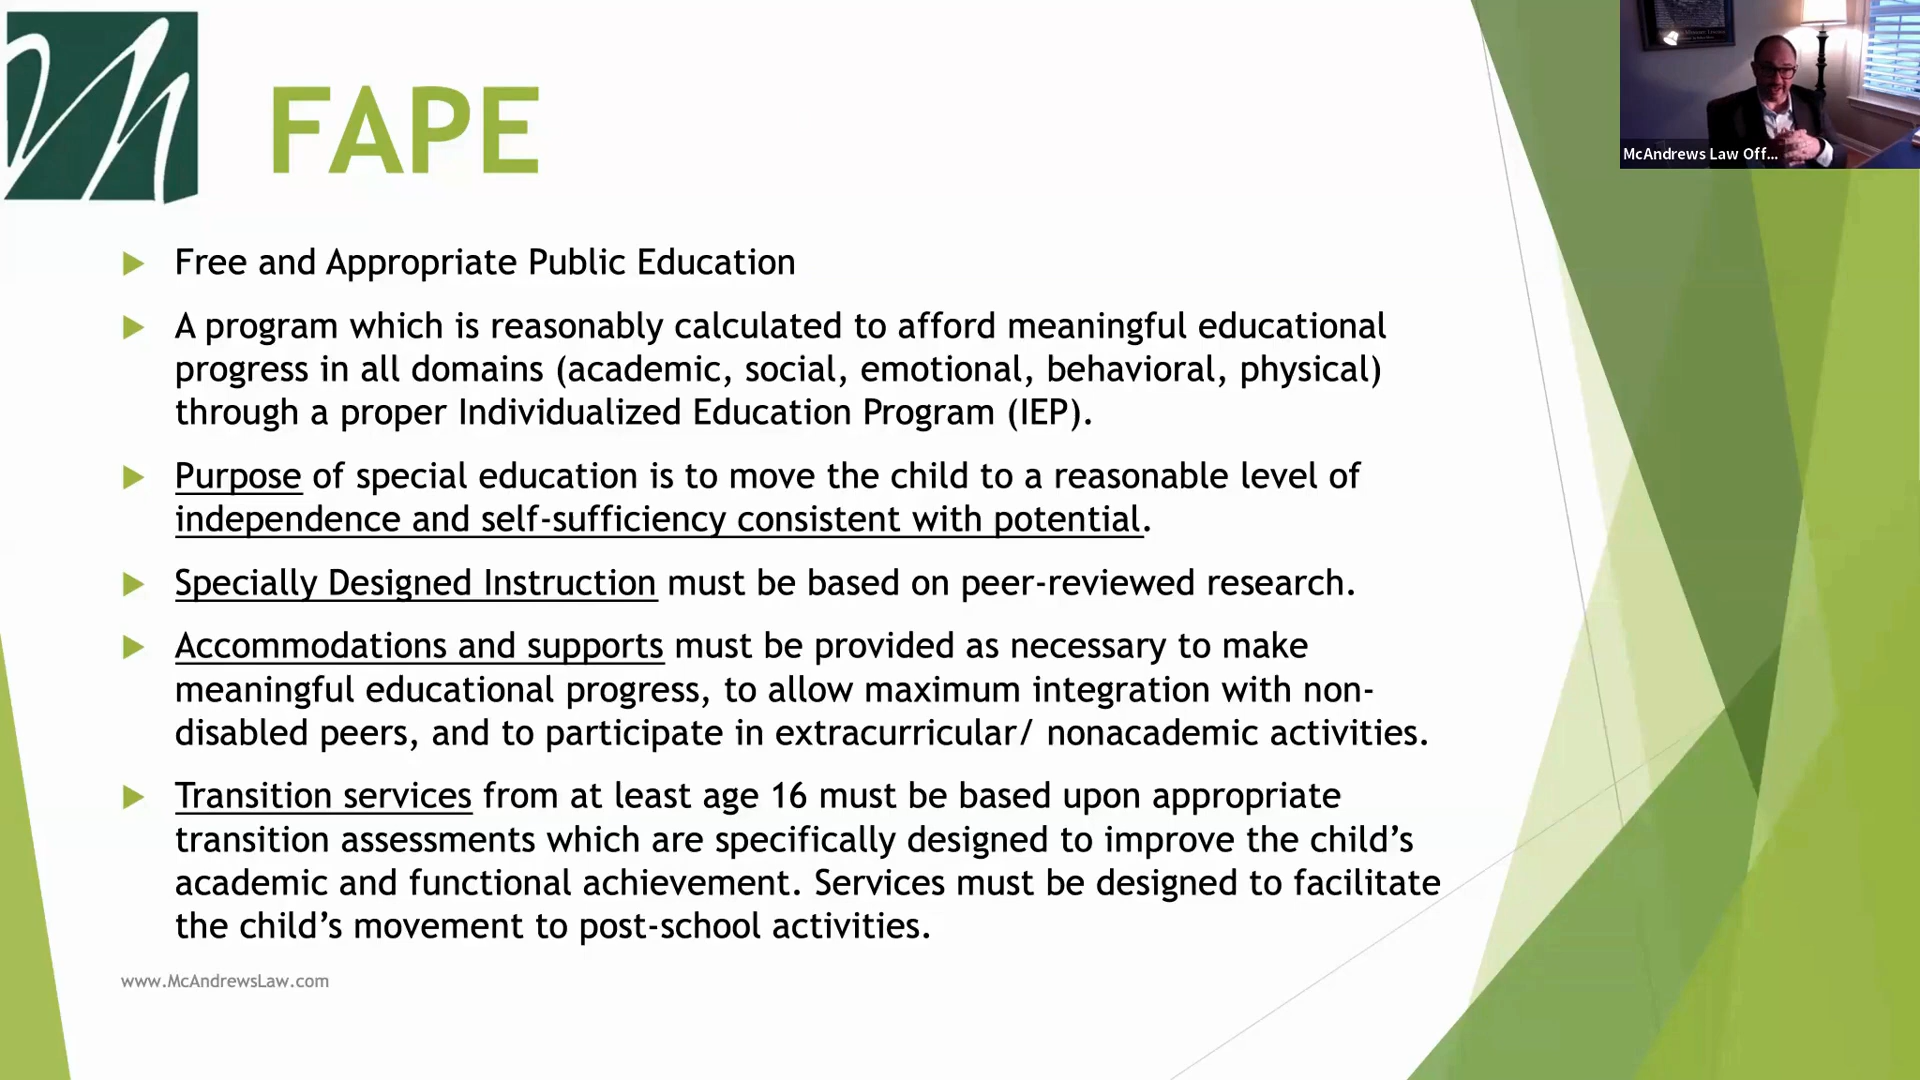 FAPE
McAndrews Law Off...
Free and Appropriate Public Education
A program which is reasonably calculated to afford meaningful educational
progress in all domains (academic, social, emotional, behavioral, physical)
through a proper Individualized Education Program (IEP).
Purpose of special education is to move the child to a reasonable level of
independence and self-sufficiency consistent with potential.
Specially Designed Instruction must be based on peer-reviewed research.
Accommodations and supports must be provided as necessary to make
meaningful educational progress, to allow maximum integration with non-
disabled peers, and to participate in extracurricular/ nonacademic activities.
Transition services from at least age 16 must be based upon appropriate
transition assessments which are specifically designed to improve the child’s
academic and functional achievement. Services must be designed to facilitate
the child’s movement to post-school activities.
www.McAndrewsLaw.com